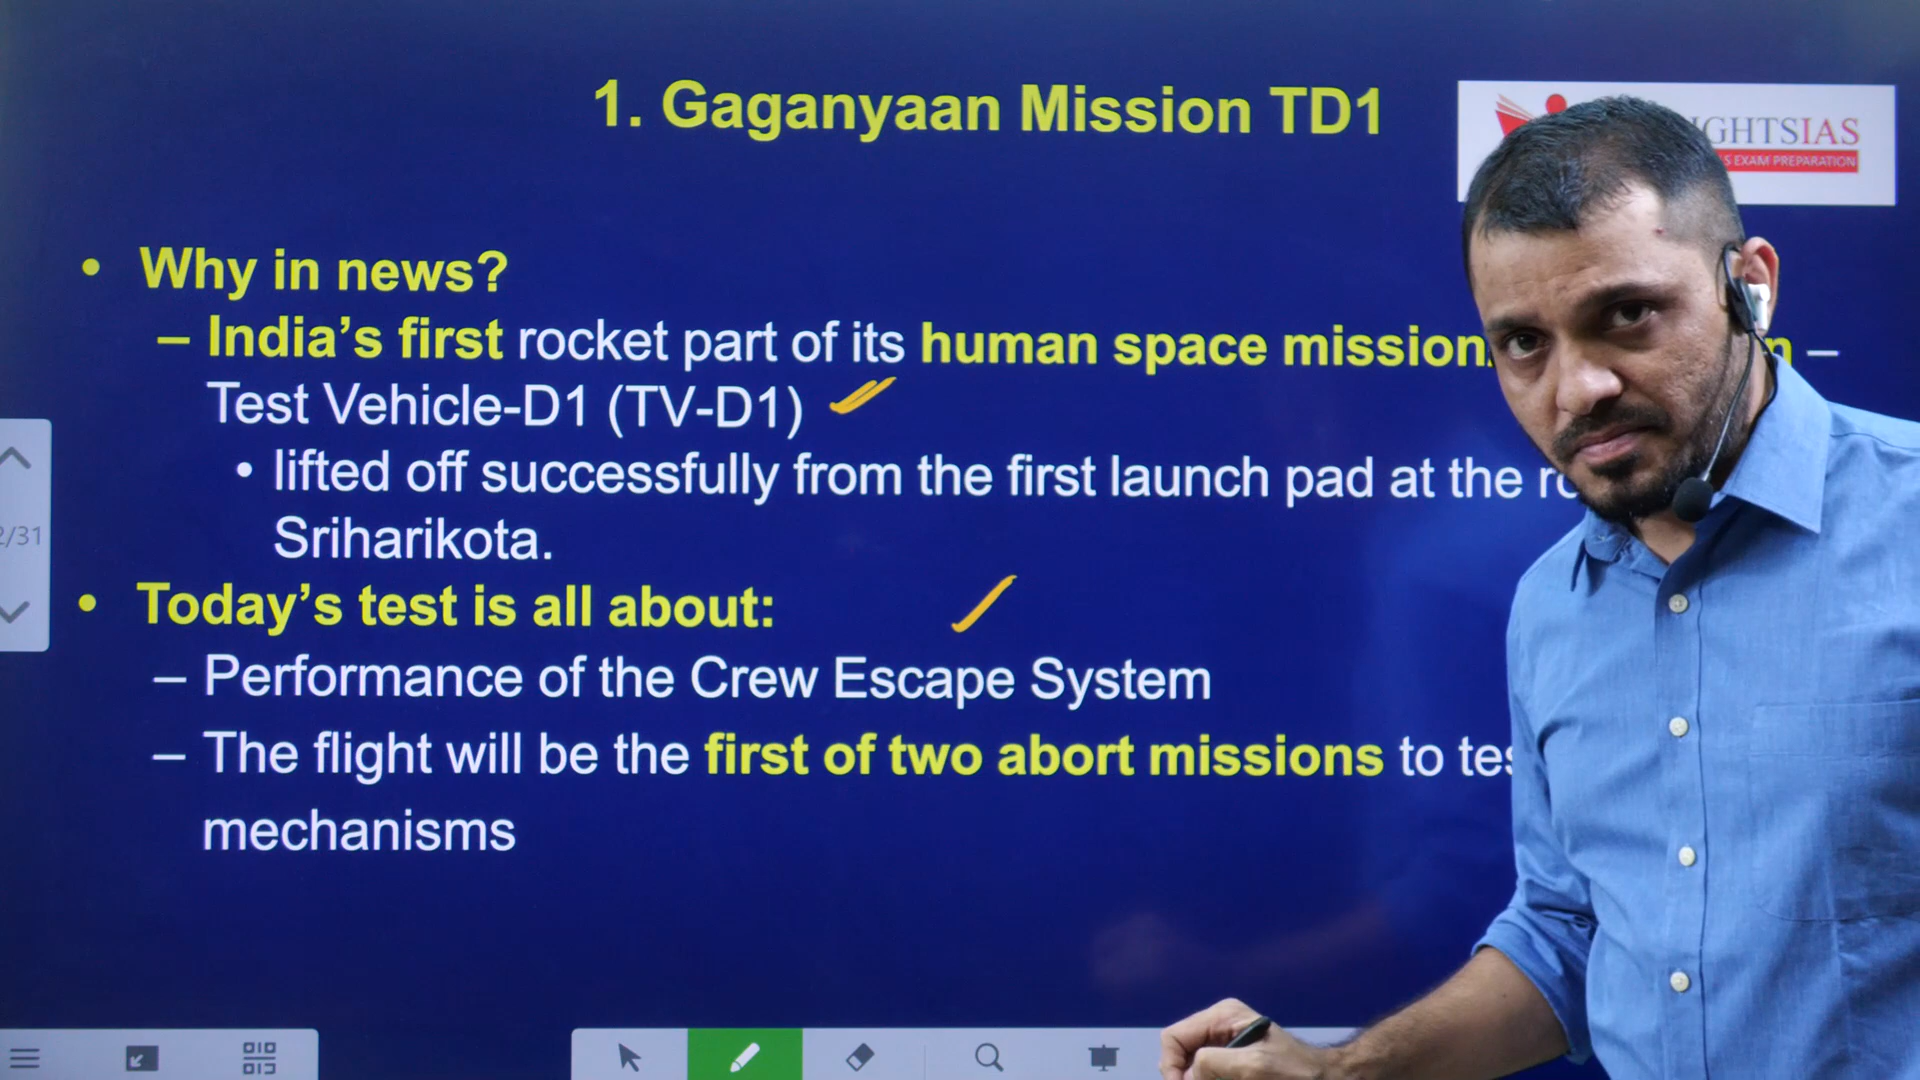 1. Gaganyaan Mission TD1
GHTSIAS
S EXAM PREPARATION
• Why in news?
– India’s first rocket part of its human space mission n –
Test Vehicle-D1 (TV-D1)
• lifted off successfully from the first launch pad at the
Sriharikota.
2/31
• Today’s test is all about:
– Performance of the Crew Escape System
– The flight will be the first of two abort missions to
mechanisms